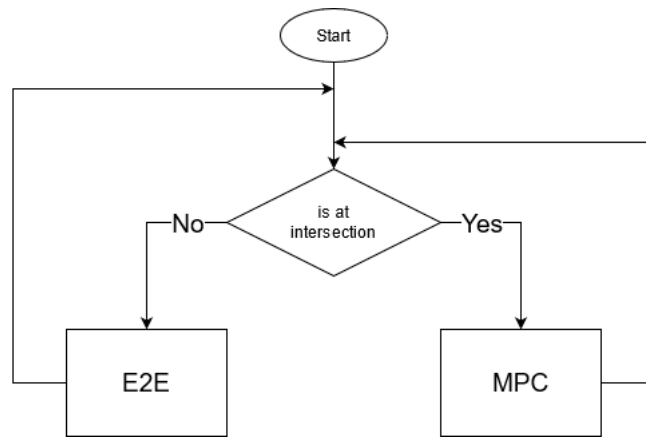 Start
is at
intersection
No
Yes
E2E
MPC